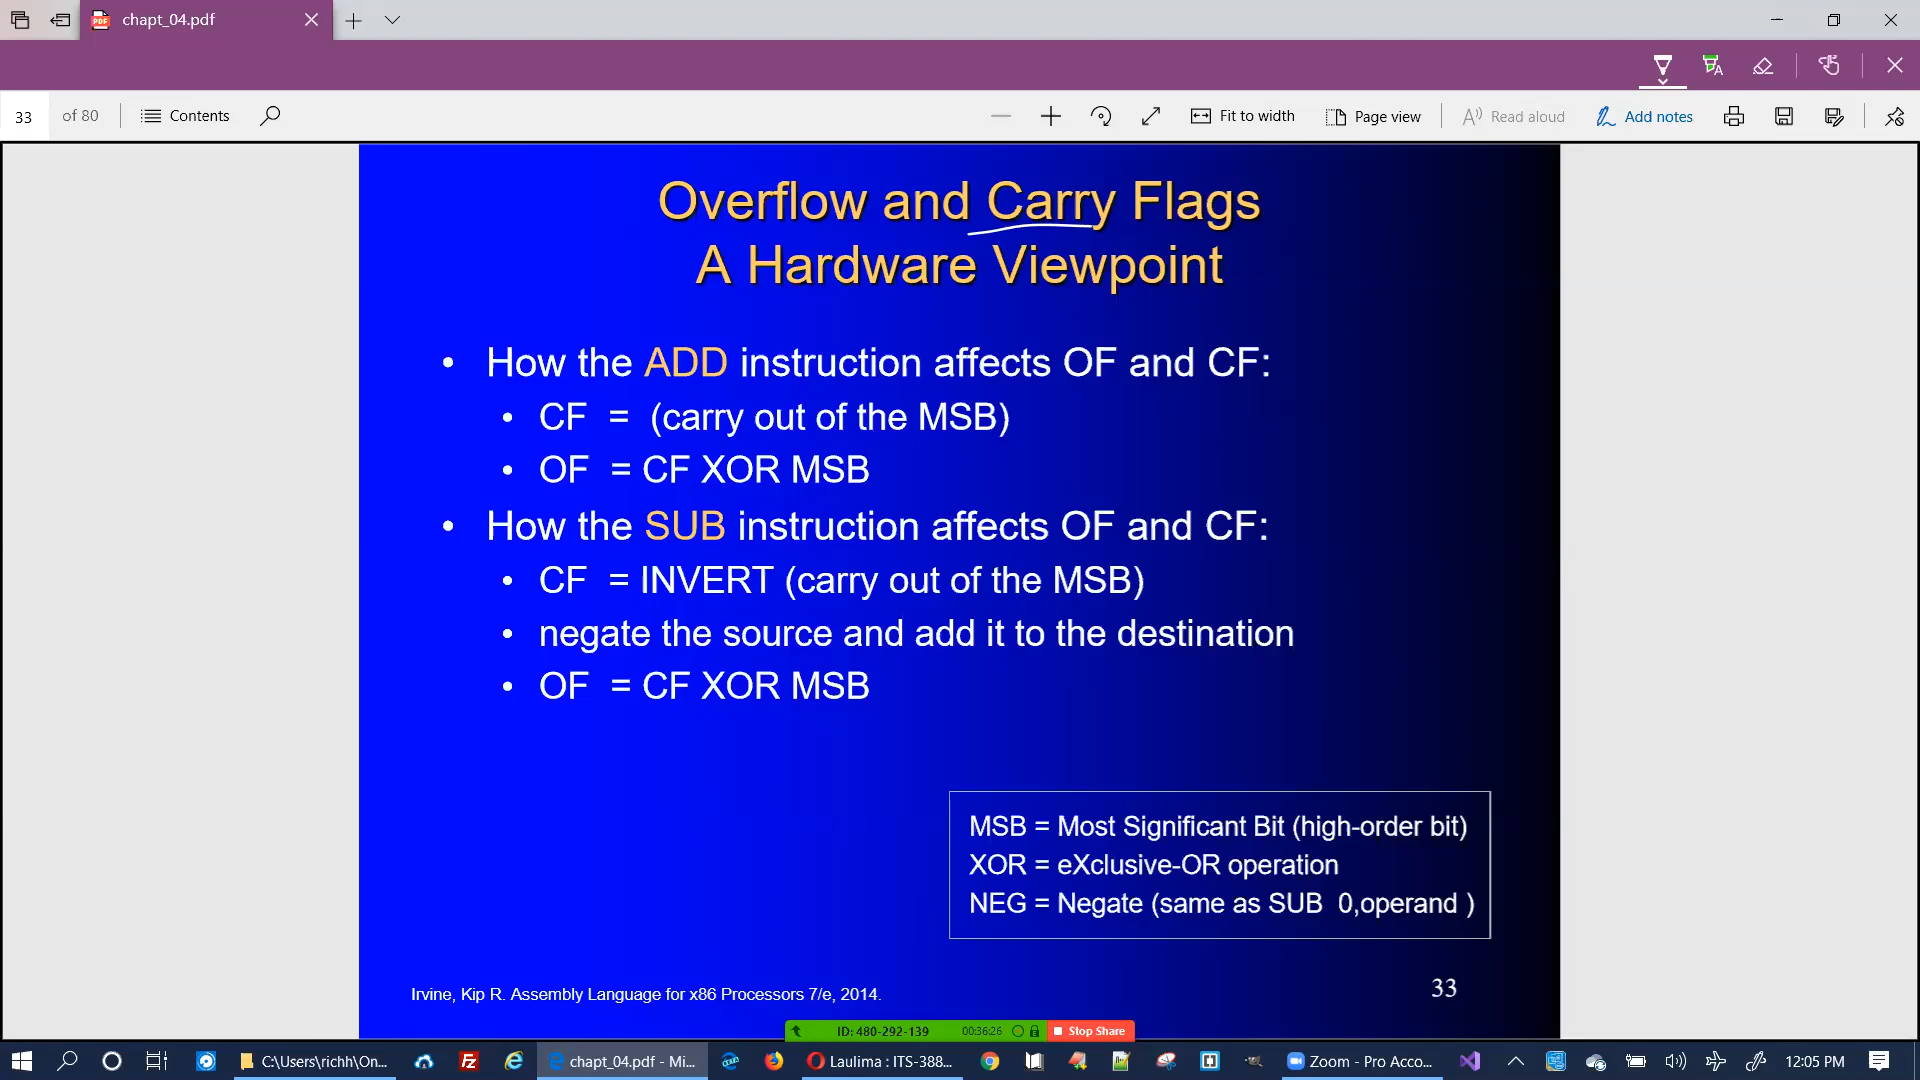 chapt_04.pdf
33 of 80 Contents Fit to width Page view Read aloud Add notes
Overflow and Carry Flags
A Hardware Viewpoint
• How the ADD instruction affects OF and CF:
• CF = (carry out of the MSB)
• OF = CF XOR MSB
• How the SUB instruction affects OF and CF:
• CF = INVERT (carry out of the MSB)
• negate the source and add it to the destination
• OF = CF XOR MSB
MSB = Most Significant Bit (high-order bit)
XOR = eXclusive-OR operation
NEG = Negate (same as SUB 0,operand )
Irvine, Kip R. Assembly Language for x86 Processors 7/e, 2014.
33
ID: 480-292-139 00:36:26 Stop Share
C:\Users\richh\On... chapt_04.pdf - Mi... Laulima : ITS-388... Zoom - Pro Acco... 12:05 PM